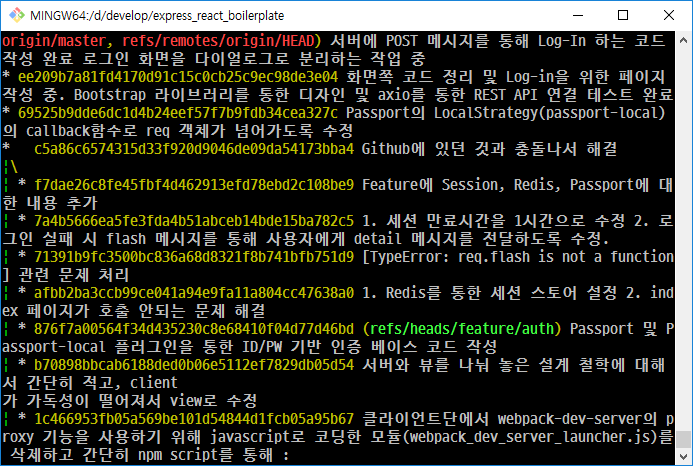 MINGW64:/d/develop/express_react_boilerplate
origin/master, refs/remotes/origin/HEAD) 서버에 POST 메시지를 통해 Log-In 하는 코드
작성 완료 로그인 화면을 다이얼로그로 분리하는 작업 중
* ee209b7a81fd4170d91c15c0cb25c9ec98de3e04 화면쪽 코드 정리 및 Log-in을 위한 페이지
작성 중. Bootstrap 라이브러리를 통한 디자인 및 axio를 통한 REST API 연결 테스트 완료
* 69525b9dde6dc1d4b24eef57f7b9fdb34cea327c Passport의 LocalStrategy(passport-local)
의 callback함수로 req 객체가 넘어가도록 수정
*   c5a86c6574315d33f920d9046de09da54173bba4 Github에 있던 것과 충돌나서 해결
¦\
¦ * f7dae26c8fe45fbf4d462913efd78ebd2c108be9 Feature에 Session, Redis, Passport에 대
한 내용 추가
¦ * 7a4b5666ea5fe3fda4b51abceb14bde15ba782c5 1. 세션 만료시간을 1시간으로 수정 2. 로
그인 실패 시 flash 메시지를 통해 사용자에게 detail 메시지를 전달하도록 수정.
¦ * 71391b9fc3500bc836a68d8321f8b741bfb751d9 [TypeError: req.flash is not a function
] 관련 문제 처리
¦ * afbb2ba3ccb99ce041a94e9fa11a804cc47638a0 1. Redis를 통한 세션 스토어 설정 2. ind
ex 페이지가 호출 안되는 문제 해결
¦ * 876f7a00564f34d435230c8e68410f04d77d46bd (refs/heads/feature/auth) Passport 및 P
assport-local 플러그인을 통한 ID/PW 기반 인증 베이스 코드 작성
¦ * b70898bbcab6188ded0b06e5112ef7829db05d54 서버와 뷰를 나눠 놓은 설계 철학에 대해
서 간단히 적고, client
가 가독성이 떨어져서 view로 수정
¦ * 1c466953fb05a569be101d54844d1fcb05a95b67 클라이언트단에서 webpack-dev-server의 p
roxy 기능을 사용하기 위해 javascript로 코딩한 모듈(webpack_dev_server_launcher.js)를
삭제하고 간단히 npm script를 통해 :